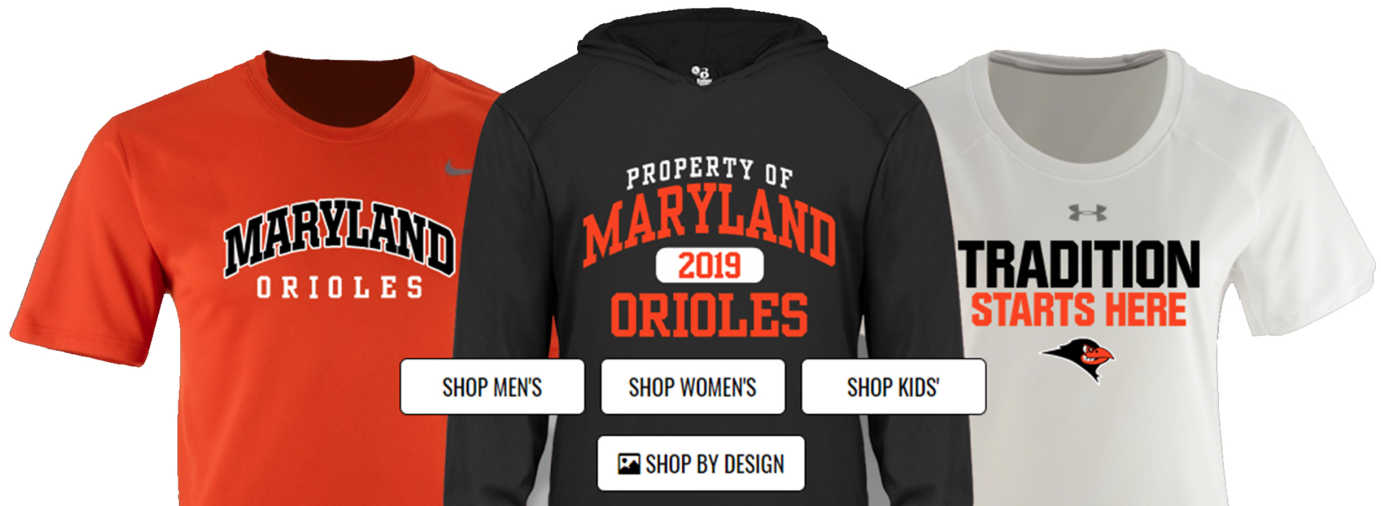 MARYLAND
ORIOLES
PROPERTY OF
MARYLAND
2019
ORIOLES
TRADITION
STARTS HERE
SHOP MEN'S
SHOP WOMEN'S
SHOP KIDS'
SHOP BY DESIGN